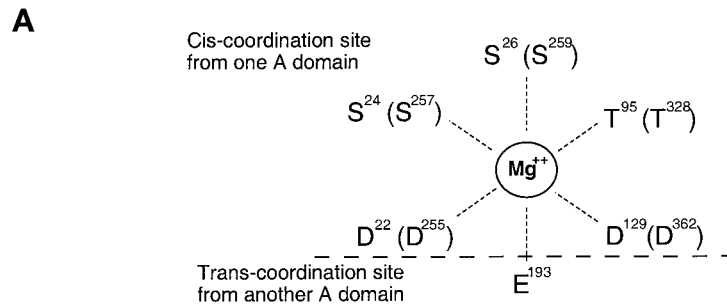 A
Cis-coordination site
from one A domain
S²⁶ (S²⁵⁹)
S²⁴ (S²⁵⁷)
T⁹⁵ (T³²⁸)
Mg⁺⁺
D²² (D²⁵⁵)
D¹²⁹(D³⁶²)
Trans-coordination site
from another A domain
E¹⁹³